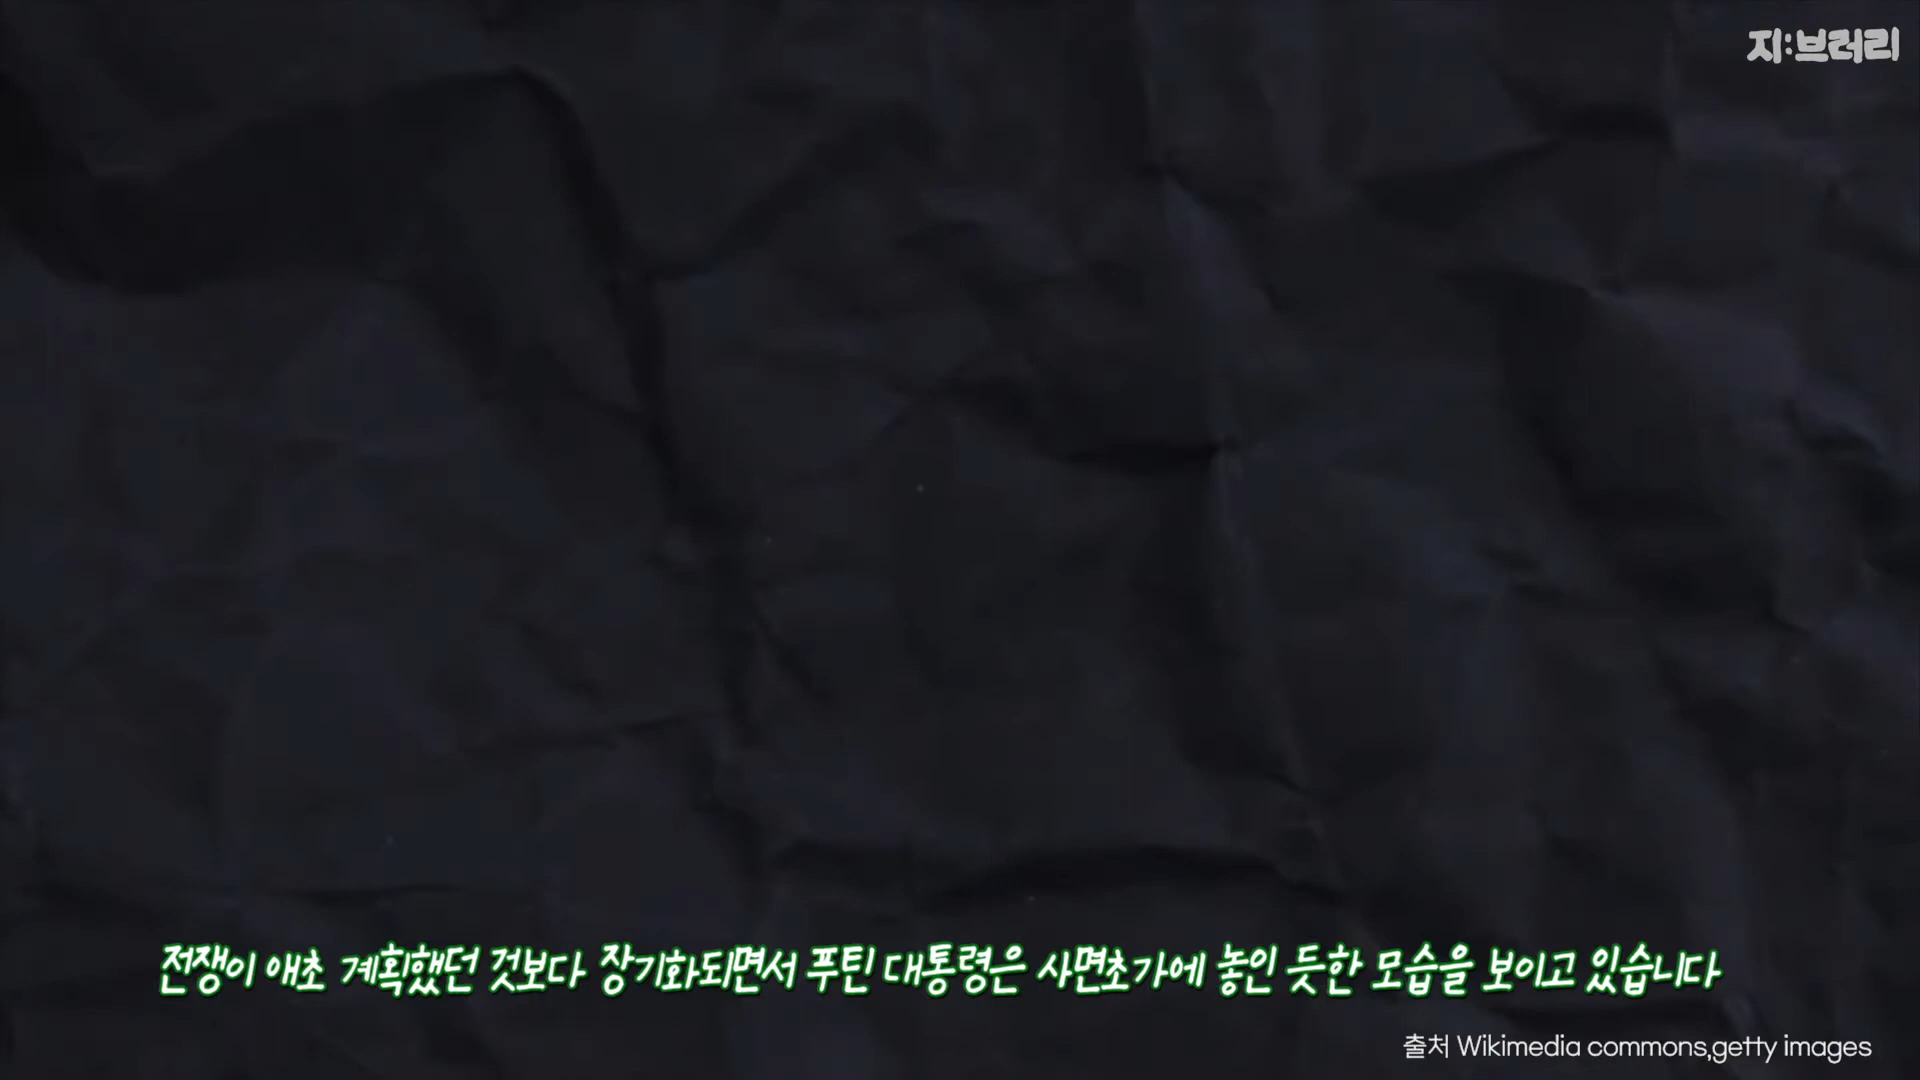 지:브러리
전쟁이 애초 계획했던 것보다 장기화되면서 푸틴 대통령은 사면초가에 놓인 듯한 모습을 보이고 있습니다
출처 Wikimedia commons,getty images